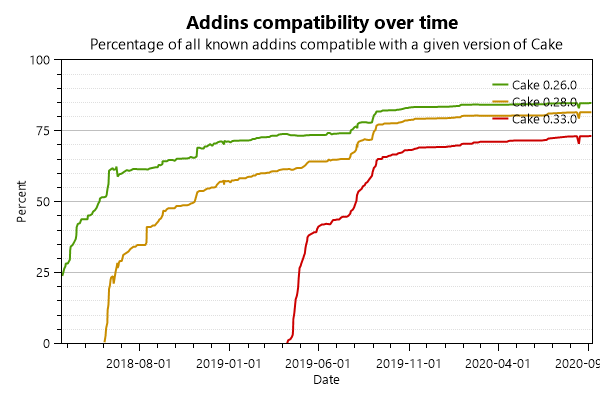 Addins compatibility over time
Percentage of all known addins compatible with a given version of Cake
100
75
50
25
0
Percent
Cake 0.26.0
Cake 0.28.0
Cake 0.33.0
2018-08-01
2019-01-01
2019-06-01
2019-11-01
2020-04-01
2020-09
Date